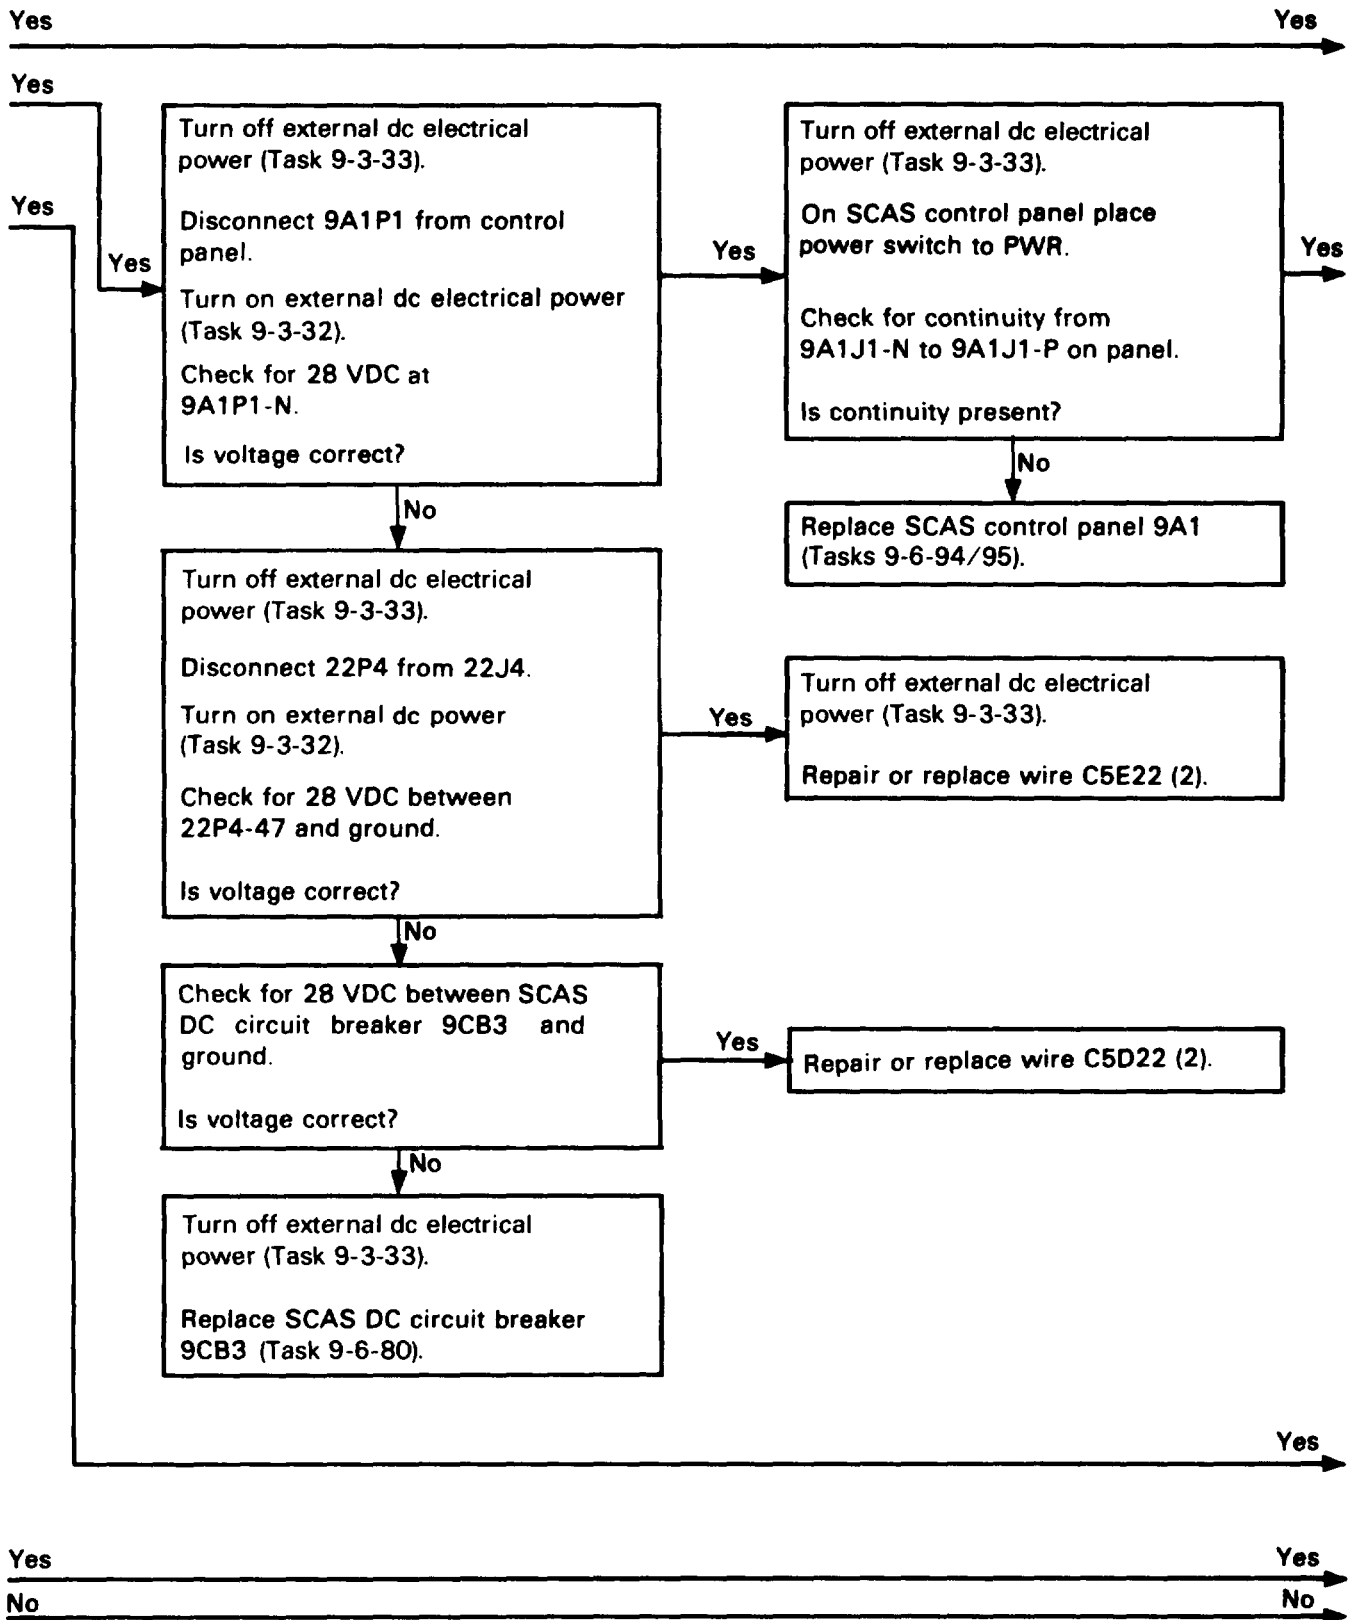 Yes
Yes
Yes
Yes
Yes
Turn off external dc electrical
power (Task 9-3-33).
Disconnect 9A1P1 from control
panel.
Turn on external dc electrical power
(Task 9-3-32).
Check for 28 VDC at
9A1P1-N.
Is voltage correct?
Yes
Turn off external dc electrical
power (Task 9-3-33).
On SCAS control panel place
power switch to PWR.
Check for continuity from
9A1J1-N to 9A1J1-P on panel.
Is continuity present?
Yes
No
Replace SCAS control panel 9A1
(Tasks 9-6-94/95).
No
Turn off external dc electrical
power (Task 9-3-33).
Disconnect 22P4 from 22J4.
Turn on external dc power
(Task 9-3-32).
Check for 28 VDC between
22P4-47 and ground.
Is voltage correct?
Yes
Turn off external dc electrical
power (Task 9-3-33).
Repair or replace wire C5E22 (2).
No
Check for 28 VDC between SCAS
DC circuit breaker 9CB3 and
ground.
Is voltage correct?
Yes
Repair or replace wire C5D22 (2).
No
Turn off external dc electrical
power (Task 9-3-33).
Replace SCAS DC circuit breaker
9CB3 (Task 9-6-80).
Yes
Yes
Yes
No
No